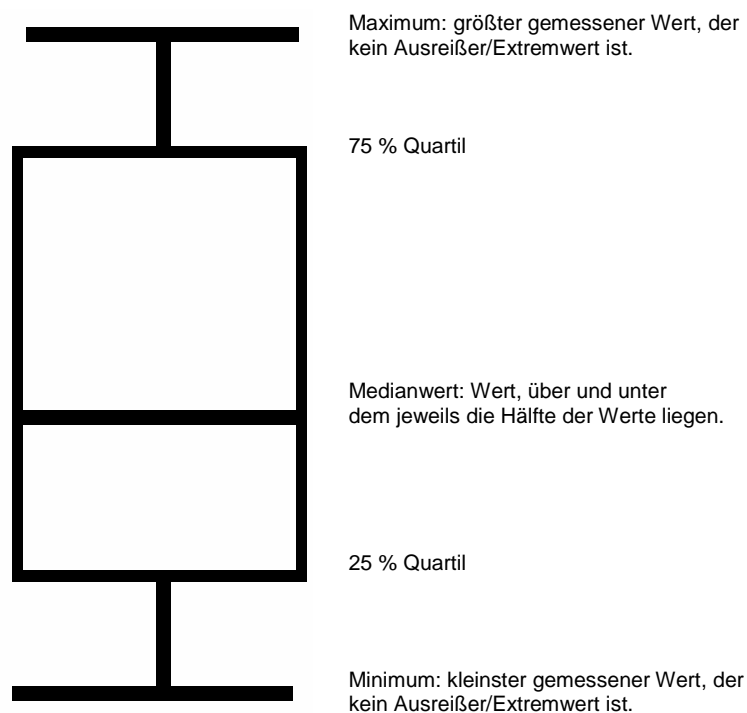 Maximum: größter gemessener Wert, der
kein Ausreißer/Extremwert ist.
75 % Quartil
Medianwert: Wert, über und unter
dem jeweils die Hälfte der Werte liegen.
25 % Quartil
Minimum: kleinster gemessener Wert, der
kein Ausreißer/Extremwert ist.